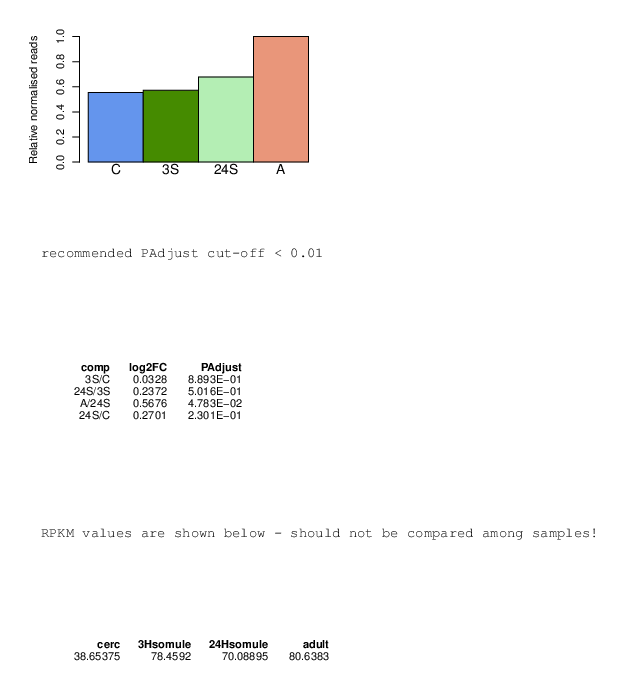 Relative normalised reads
1.0
0.8
0.6
0.4
0.2
0.0
C 3S 24S A
recommended PAdjust cut-off < 0.01
comp log2FC PAdjust
3S/C 0.0328 8.893E−01
24S/3S 0.2372 5.016E−01
A/24S 0.5676 4.783E−02
24S/C 0.2701 2.301E−01
RPKM values are shown below - should not be compared among samples!
cerc 3Hsomule 24Hsomule adult
38.65375 78.4592 70.08895 80.6383